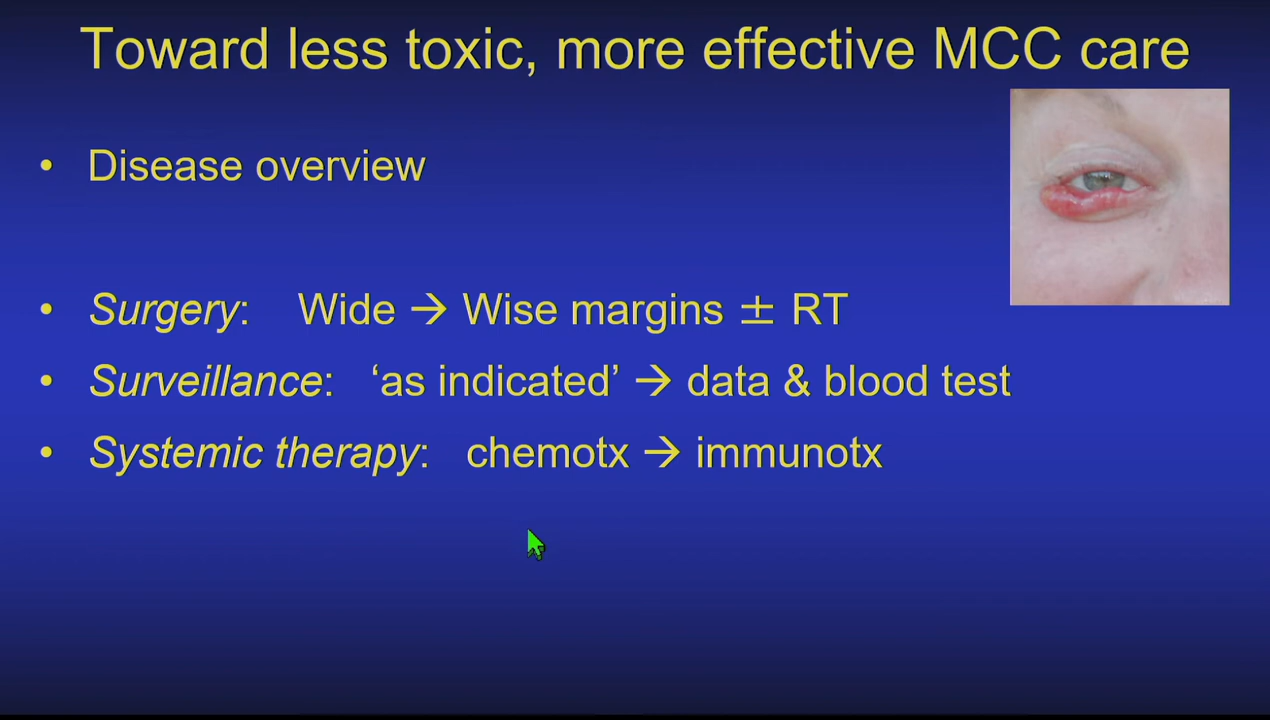 Toward less toxic, more effective MCC care
• Disease overview
• Surgery: Wide → Wise margins ± RT
• Surveillance: ‘as indicated’ → data & blood test
• Systemic therapy: chemotx → immunotx